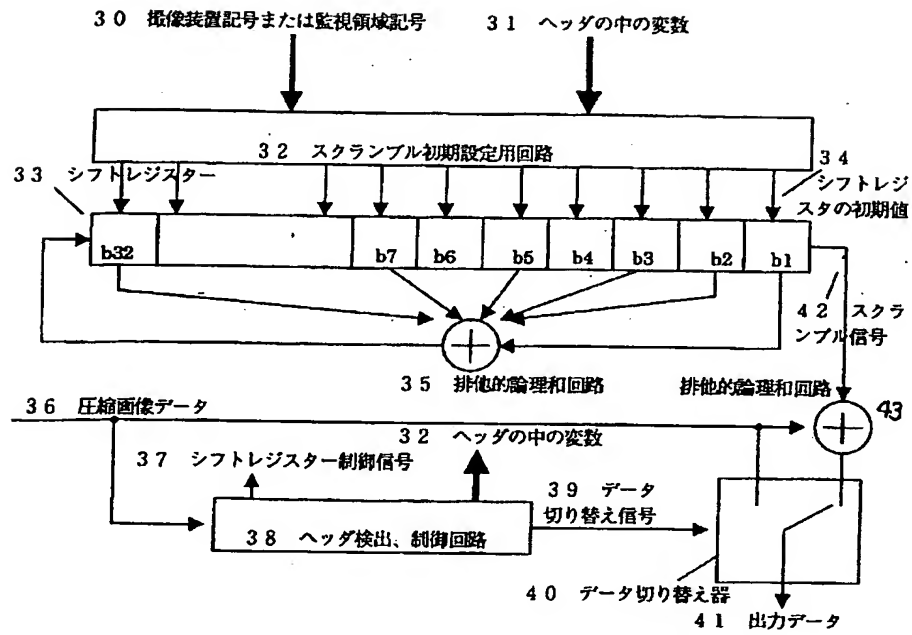 30 撮像装置記号または監視領域記号
31 ヘッダの中の変数
32 スクランブル初期設定用回路
33 シフトレジスター
34
シフトレジ
スタの初期値
b32 b7 b6 b5 b4 b3 b2 b1
42 スクラ
ンブル信号
35 排他的論理和回路
排他的論理和回路
43
36 圧縮画像データ
32 ヘッダの中の変数
37 シフトレジスター制御信号
39 データ
切り替え信号
38 ヘッダ検出、制御回路
40 データ切り替え器
41 出力データ